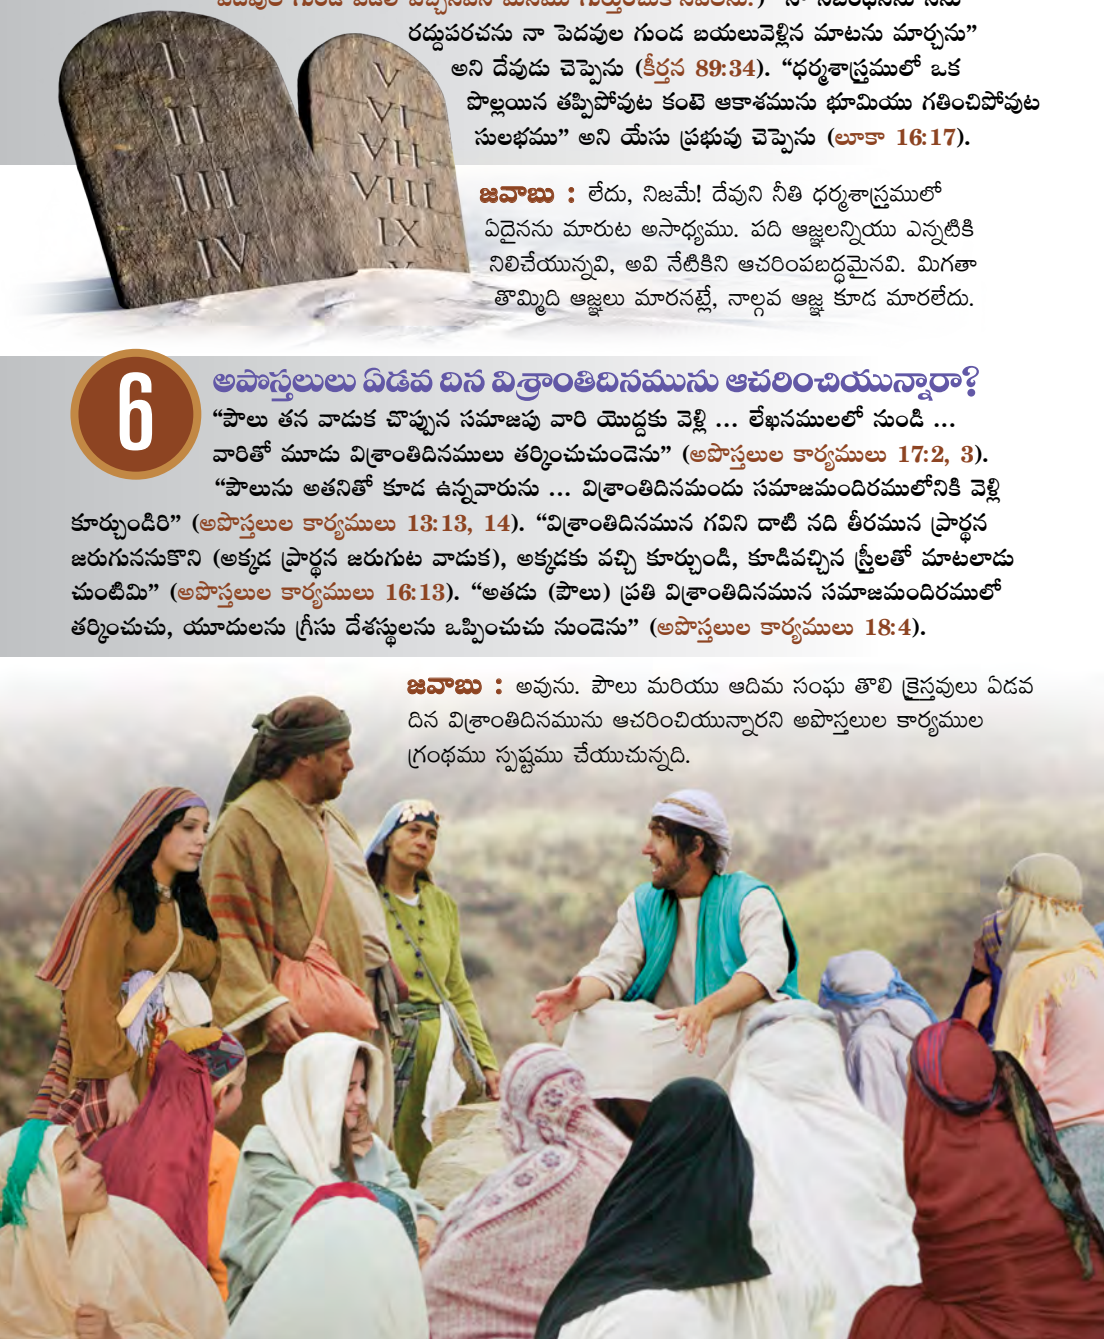 నా నిబంధనను నేను
రద్దుపరచను నా పెదవుల గుండ బయలువెళ్లిన మాటను మార్చను”
అని దేవుడు చెప్పెను (కీర్తన 89:34). “ధర్మశాస్త్రములో ఒక
పొల్లయిన తప్పిపోవుట కంటె ఆకాశమును భూమియు గతించిపోవుట
సులభము” అని యేసు ప్రభువు చెప్పెను (లూకా 16:17).
I
II
III
IV
V
VI
VII
VIII
IX
జవాబు : లేదు, నిజమే! దేవుని నీతి ధర్మశాస్త్రములో
ఏదైనను మారుట అసాధ్యము. పది ఆజ్ఞలన్నియు ఎన్నటికి
నిలిచేయున్నవి, అవి నేటికిని ఆచరింపబద్ధమైనవి. మిగతా
తొమ్మిది ఆజ్ఞలు మారనట్లే, నాల్గవ ఆజ్ఞ కూడ మారలేదు.
6
అపొస్తలులు ఏడవ దిన విశ్రాంతిదినమును ఆచరించియున్నారా?
“పౌలు తన వాడుక చొప్పున సమాజపు వారి యొద్దకు వెళ్లి ... లేఖనములలో నుండి ...
వారితో మూడు విశ్రాంతిదినములు తర్కించుచుండెను” (అపొస్తలుల కార్యములు 17:2, 3).
“పౌలును అతనితో కూడ ఉన్నవారును ... విశ్రాంతిదినమందు సమాజమందిరములోనికి వెళ్లి
కూర్చుండిరి” (అపొస్తలుల కార్యములు 13:13, 14). “విశ్రాంతిదినమున గవిని దాటి నది తీరమున ప్రార్థన
జరుగుననుకొని (అక్కడ ప్రార్థన జరుగుట వాడుక), అక్కడకు వచ్చి కూర్చుండి, కూడివచ్చిన స్త్రీలతో మాటలాడు
చుంటిమి” (అపొస్తలుల కార్యములు 16:13). “అతడు (పౌలు) ప్రతి విశ్రాంతిదినమున సమాజమందిరములో
తర్కించుచు, యూదులను గ్రీసు దేశస్థులను ఒప్పించుచు నుండెను” (అపొస్తలుల కార్యములు 18:4).
జవాబు : అవును. పౌలు మరియు ఆదిమ సంఘ తొలి క్రైస్తవులు ఏడవ
దిన విశ్రాంతిదినమును ఆచరించియున్నారని అపొస్తలుల కార్యముల
గ్రంథము స్పష్టము చేయుచున్నది.